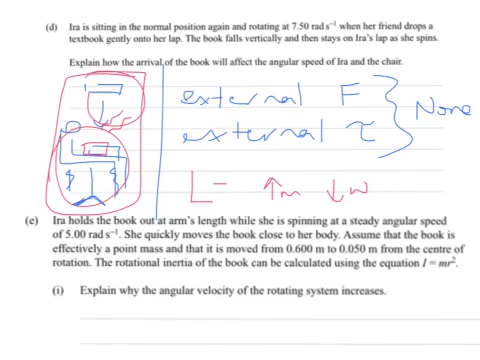 (d) Ira is sitting in the normal position again and rotating at 7.50 rad s⁻¹ when her friend drops a
textbook gently onto her lap. The book falls vertically and then stays on Ira's lap as she spins.
Explain how the arrival of the book will affect the angular speed of Ira and the chair.
external F
external τ
None
L= ↑m ↓w
(e) Ira holds the book out at arm's length while she is spinning at a steady angular speed
of 5.00 rad s⁻¹. She quickly moves the book close to her body. Assume that the book is
effectively a point mass and that it is moved from 0.600 m to 0.050 m from the centre of
rotation. The rotational inertia of the book can be calculated using the equation I = mr².
(i) Explain why the angular velocity of the rotating system increases.